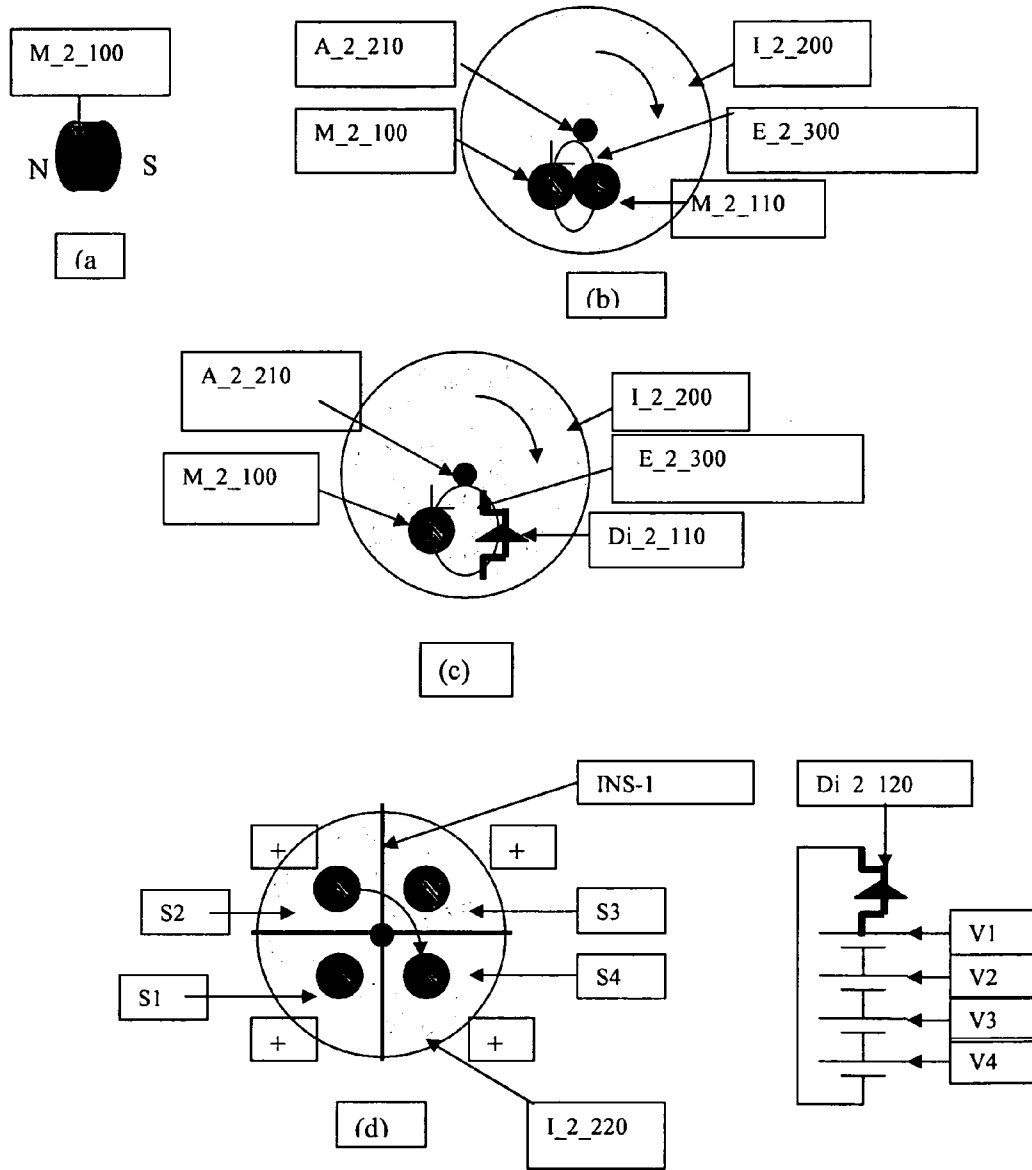 M_2_100
N S
(a
A_2_210
I_2_200
M_2_100
E_2_300
M_2_110
(b)
A_2_210
I_2_200
M_2_100
E_2_300
Di_2_110
(c)
INS-1
Di 2 120
+ +
S2
S3
S1
S4
+ +
V1
V2
V3
V4
(d)
I_2_220